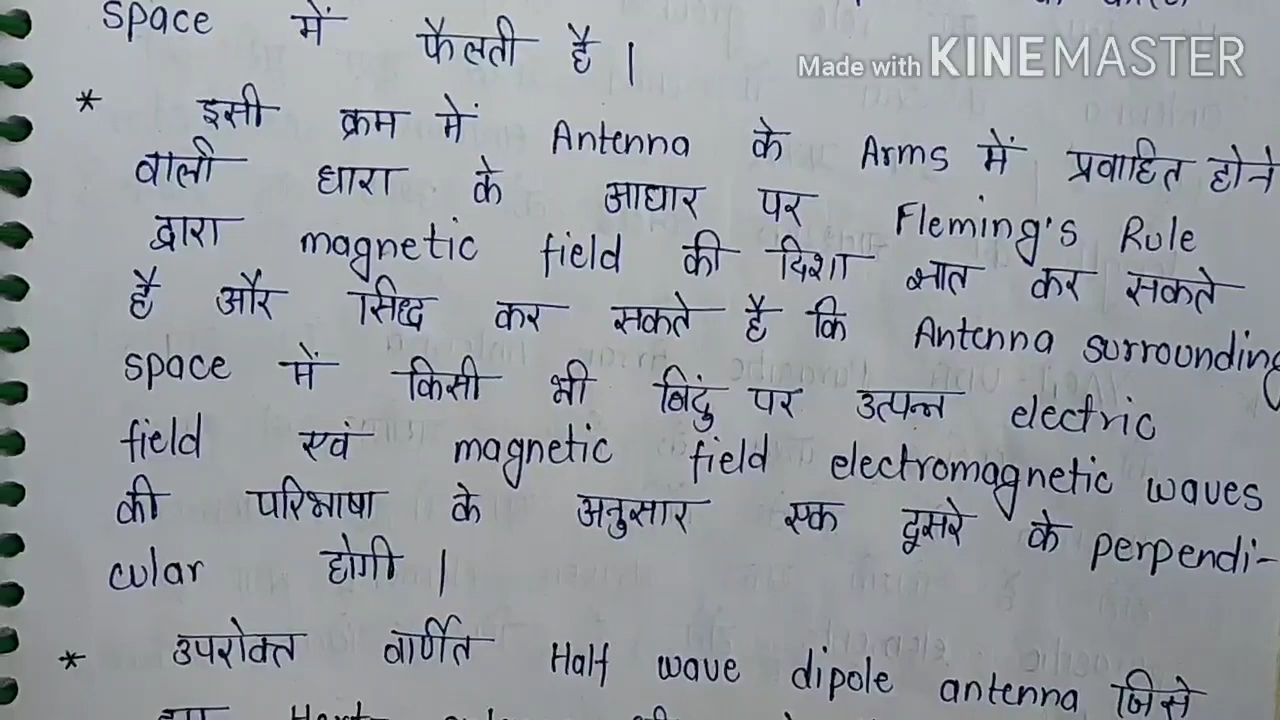 space में फैलती है |
Made with KINEMASTER
* इसी क्रम में Antenna के Arms में प्रवाहित होने
वाली धारा के आधार पर Fleming's Rule
द्वारा magnetic field की दिशा ज्ञात कर सकते
है और सिद्ध कर सकते है कि Antenna surrounding
space में किसी भी बिंदु पर उत्पन्न electric
field एवं magnetic field electromagnetic waves
की परिभाषा के अनुसार एक दूसरे के perpendi-
cular होगी |
* उपरोक्त वर्णित Half wave dipole antenna जिसे